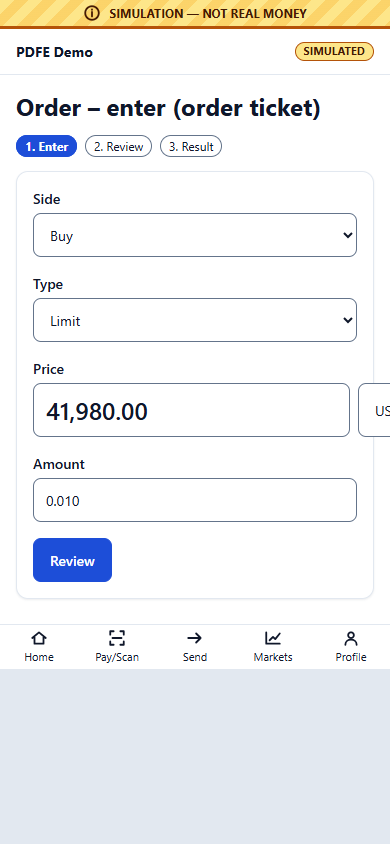 SIMULATION — NOT REAL MONEY
PDFE Demo
SIMULATED
Order – enter (order ticket)
1. Enter
2. Review
3. Result
Side
Buy
Type
Limit
Price
41,980.00
US
Amount
0.010
Review
Home
Pay/Scan
Send
Markets
Profile